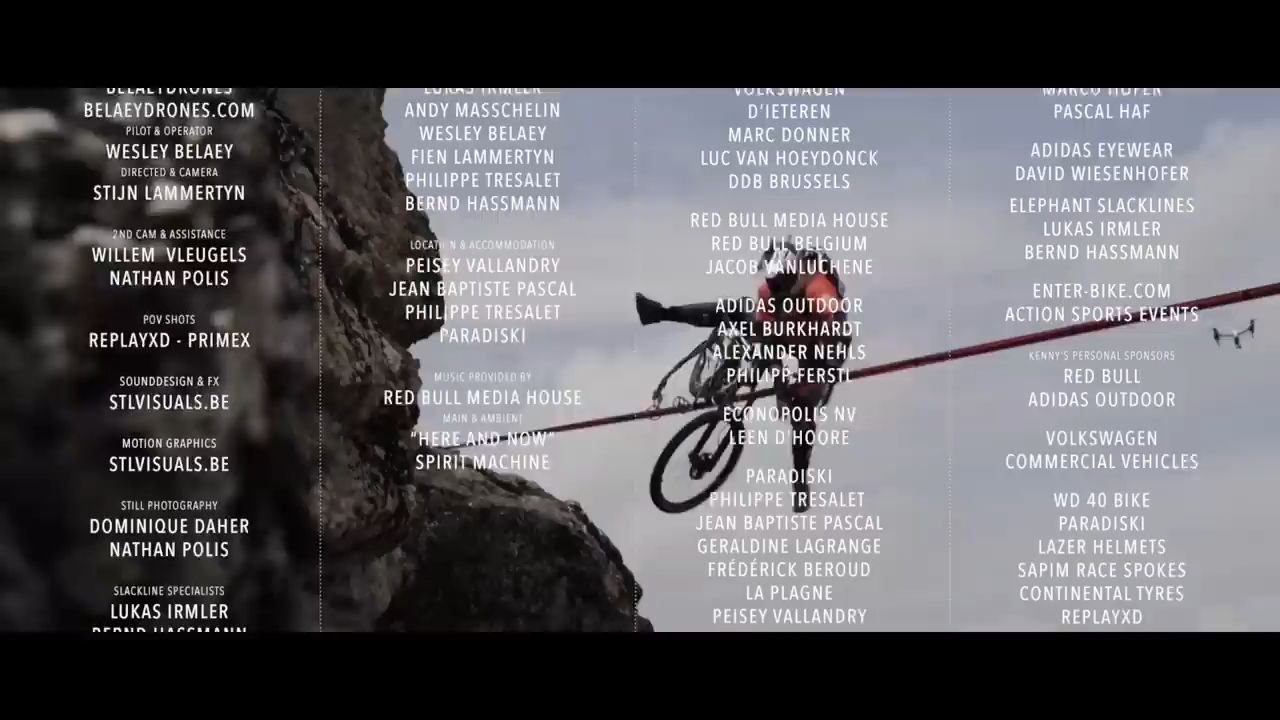 BELAEYDRONES
BELAEYDRONES.COM
PILOT & OPERATOR
WESLEY BELAEY
DIRECTED & CAMERA
STIJN LAMMERTYN
2ND CAM & ASSISTANCE
WILLEM VLEUGELS
NATHAN POLIS
POV SHOTS
REPLAYXD - PRIMEX
SOUNDDESIGN & FX
STLVISUALS.BE
MOTION GRAPHICS
STLVISUALS.BE
STILL PHOTOGRAPHY
DOMINIQUE DAHER
NATHAN POLIS
SLACKLINE SPECIALISTS
LUKAS IRMLER
BERND HASSMANN
LUKAS IRMLER
ANDY MASSCHELIN
WESLEY BELAEY
FIEN LAMMERTYN
PHILIPPE TRESALET
BERND HASSMANN
LOCATION & ACCOMMODATION
PEISEY VALLANDRY
JEAN BAPTISTE PASCAL
PHILIPPE TRESALET
PARADISKI
MUSIC PROVIDED BY
RED BULL MEDIA HOUSE
MAIN & AMBIENT
"HERE AND NOW"
SPIRIT MACHINE
VOLKSWAGEN
D'IETEREN
MARC DONNER
LUC VAN HOEYDONCK
DDB BRUSSELS
RED BULL MEDIA HOUSE
RED BULL BELGIUM
JACOB VANLUCHENE
ADIDAS OUTDOOR
AXEL BURKHARDT
ALEXANDER NEHLS
PHILIPP FERSTL
ECONOPOLIS NV
LEEN D'HOORE
PARADISKI
PHILIPPE TRESALET
JEAN BAPTISTE PASCAL
GERALDINE LAGRANGE
FRÉDÉRICK BEROUD
LA PLAGNE
PEISEY VALLANDRY
MARCO HOFER
PASCAL HAF
ADIDAS EYEWEAR
DAVID WIESENHOFER
ELEPHANT SLACKLINES
LUKAS IRMLER
BERND HASSMANN
ENTER-BIKE.COM
ACTION SPORTS EVENTS
KENNY'S PERSONAL SPONSORS
RED BULL
ADIDAS OUTDOOR
VOLKSWAGEN
COMMERCIAL VEHICLES
WD 40 BIKE
PARADISKI
LAZER HELMETS
SAPIM RACE SPOKES
CONTINENTAL TYRES
REPLAYXD